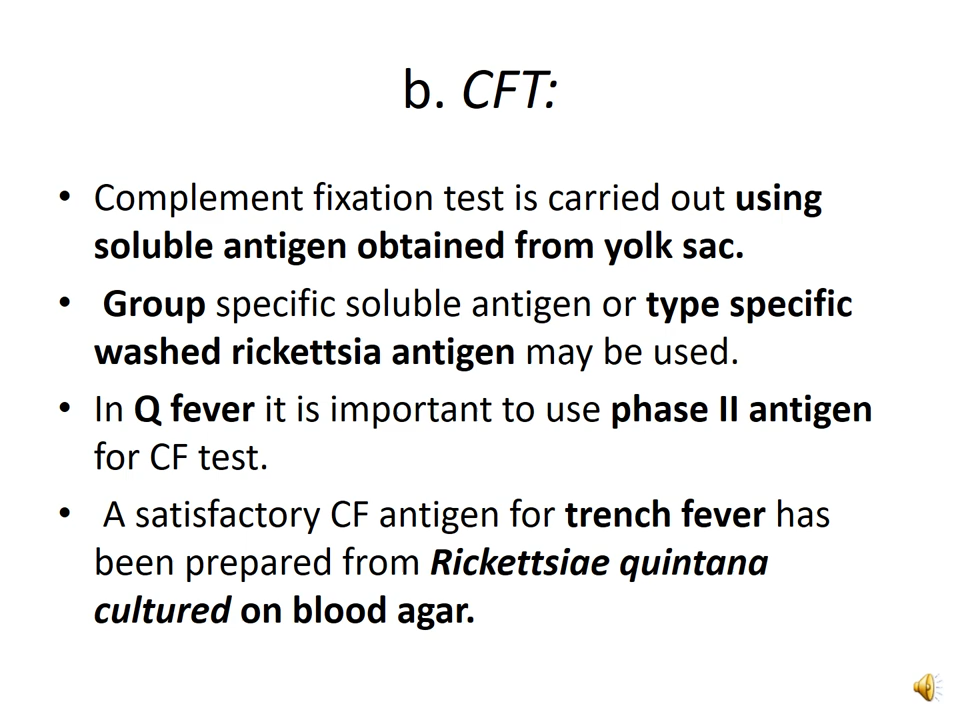 b. CFT:
• Complement fixation test is carried out using
soluble antigen obtained from yolk sac.
• Group specific soluble antigen or type specific
washed rickettsia antigen may be used.
• In Q fever it is important to use phase II antigen
for CF test.
• A satisfactory CF antigen for trench fever has
been prepared from Rickettsiae quintana
cultured on blood agar.